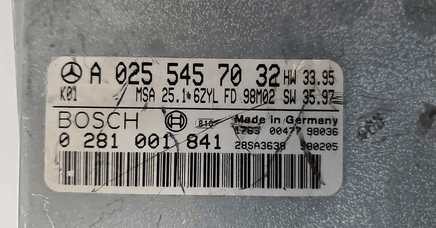 A 025 545 70 32 HW 33.95
K01 MSA 25.1* 6ZYL FD 98M02 SW 35.97
BOSCH Made in Germany
0 281 001 841 1763 00477 98036
28SA3638 980205